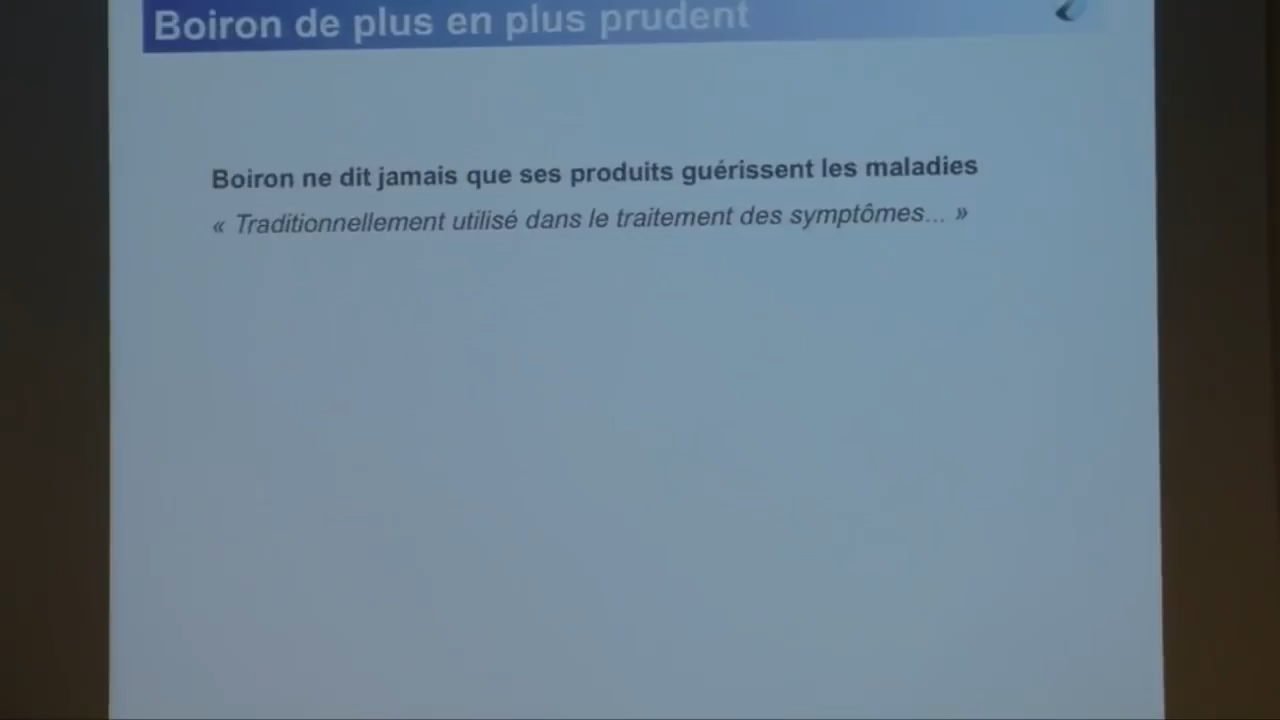 Boiron de plus en plus prudent
Boiron ne dit jamais que ses produits guérissent les maladies
« Traditionnellement utilisé dans le traitement des symptômes... »